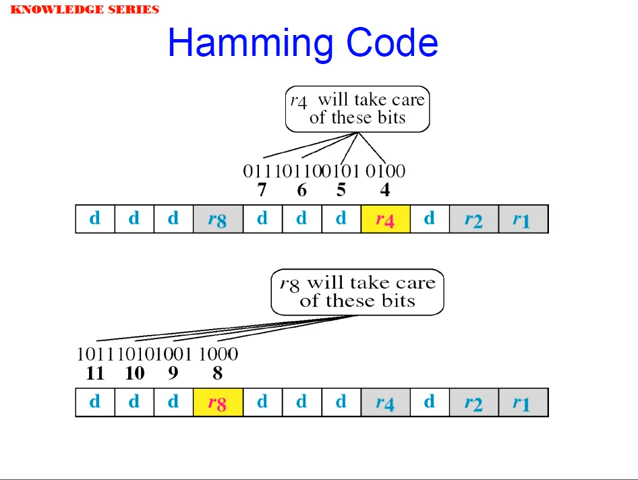 KNOWLEDGE SERIES
Hamming Code
r4 will take care
of these bits
0111 0110 0101 0100
7 6 5 4
d d d r8 d d d r4 d r2 r1
r8 will take care
of these bits
1011 1010 1001 1000
11 10 9 8
d d d r8 d d d r4 d r2 r1